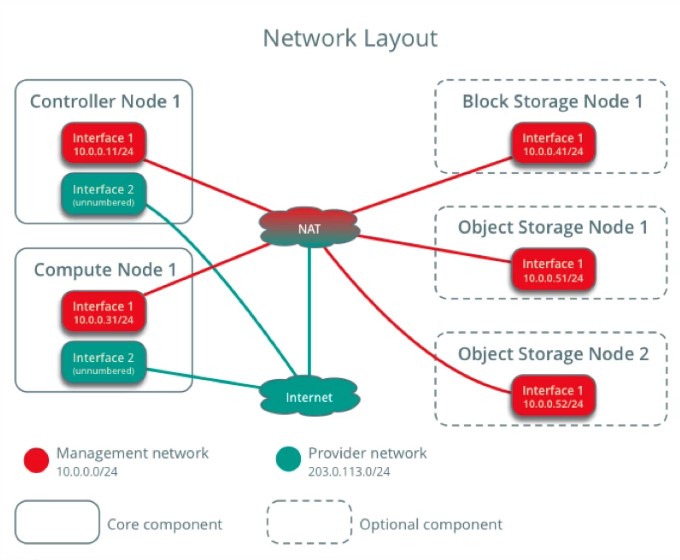 Network Layout
Controller Node 1
Interface 1
10.0.0.11/24
Interface 2
(unnumbered)
Compute Node 1
Interface 1
10.0.0.31/24
Interface 2
(unnumbered)
NAT
Internet
Block Storage Node 1
Interface 1
10.0.0.41/24
Object Storage Node 1
Interface 1
10.0.0.51/24
Object Storage Node 2
Interface 1
10.0.0.52/24
Management network
10.0.0.0/24
Provider network
203.0.113.0/24
Core component
Optional component